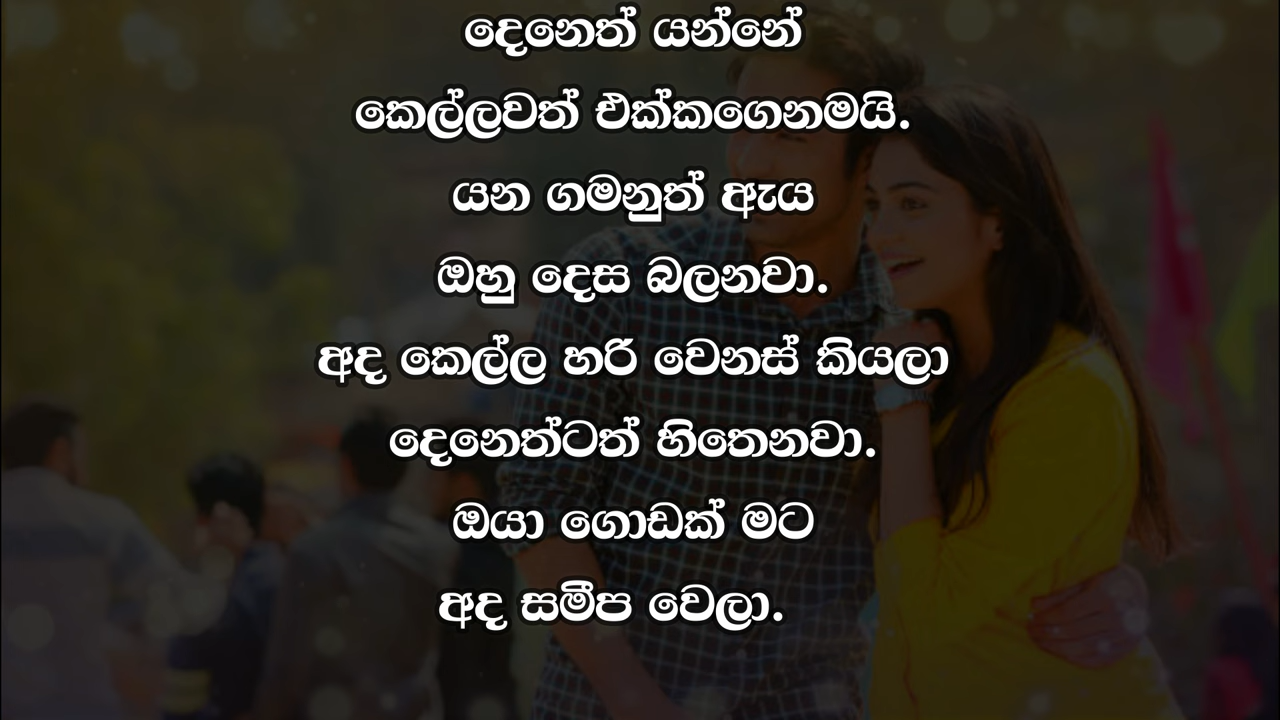 දෙනෙත් යන්නේ
කෙල්ලවත් එක්කගෙනමයි.
යන ගමනුත් ඇය
ඔහු දෙස බලනවා.
අද කෙල්ල හරි වෙනස් කියලා
දෙනෙත්ටත් හිතෙනවා.
ඔයා ගොඩක් මට
අද සමීප වෙලා.